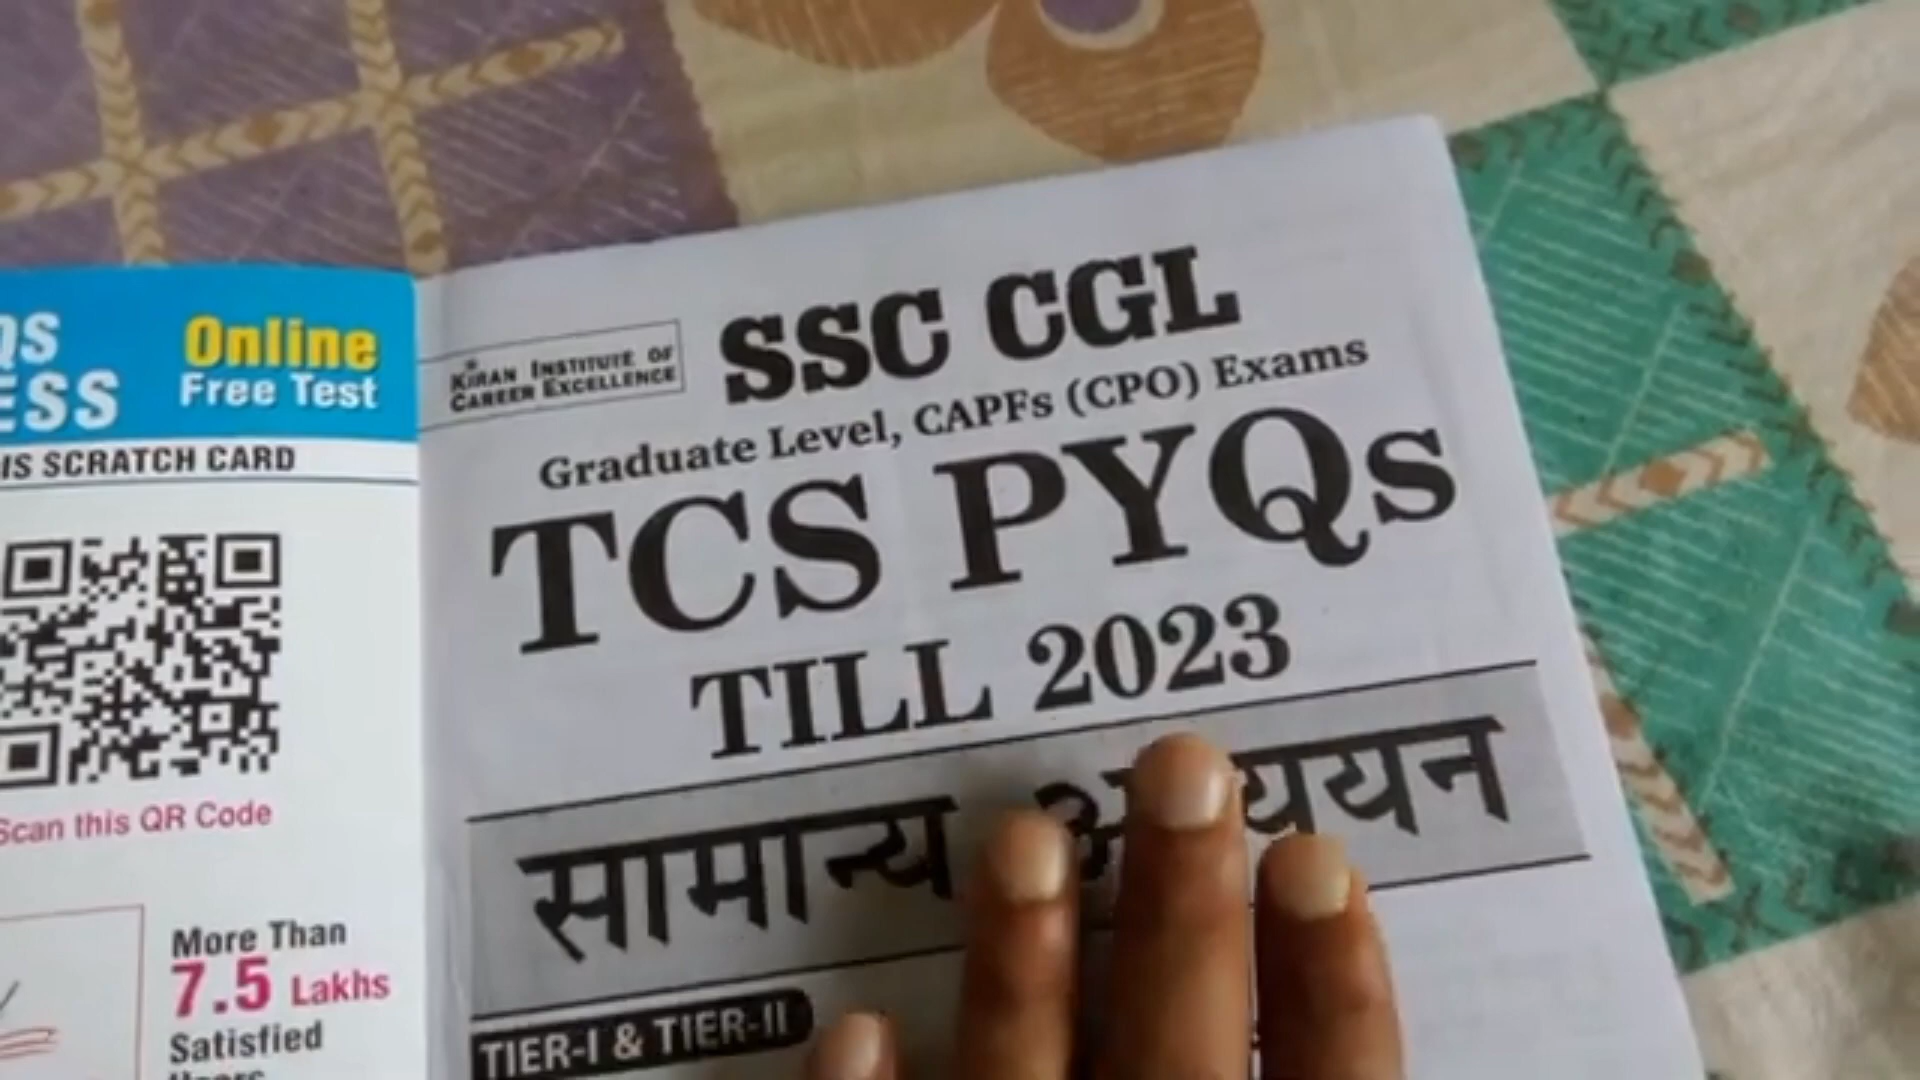 Online
Free Test
ESS
IS SCRATCH CARD
Scan this QR Code
More Than
7.5 Lakhs
Satisfied
KIRAN INSTITUTE OF
CAREER EXCELLENCE
SSC CGL
Graduate Level, CAPFs (CPO) Exams
TCS PYQs
TILL 2023
सामान्य
TIER-I & TIER-II